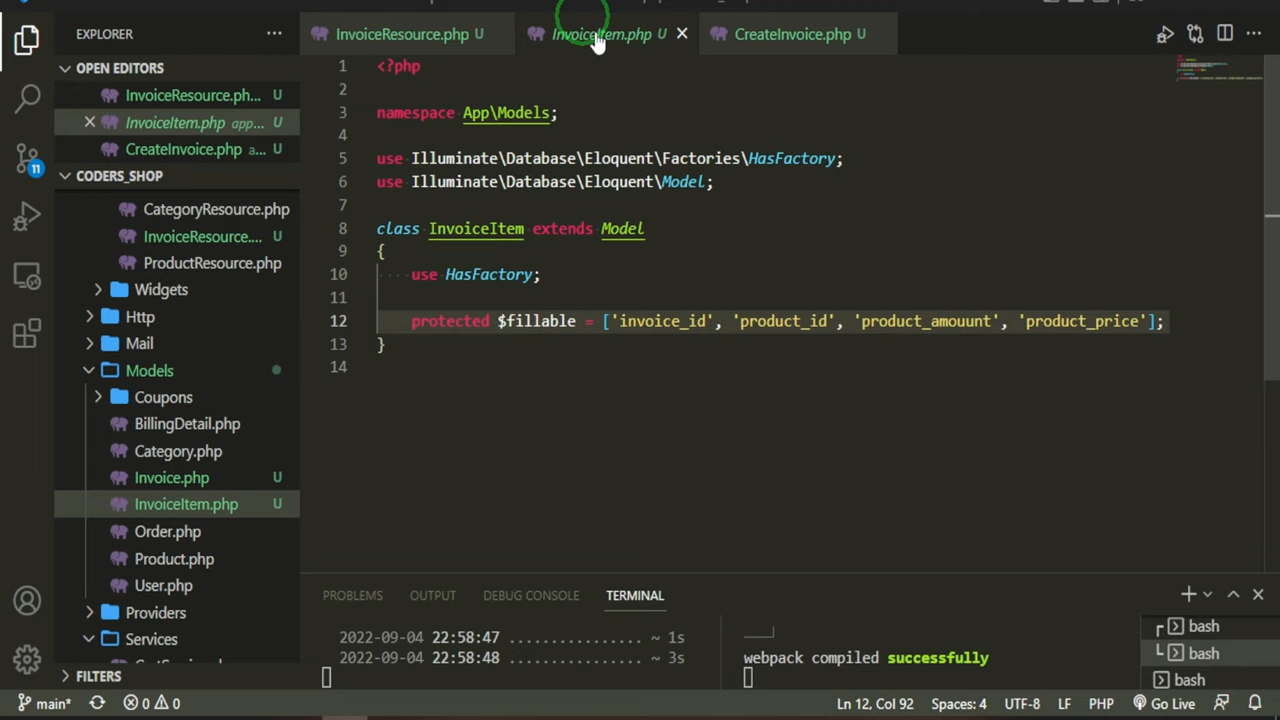 EXPLORER
OPEN EDITORS
InvoiceResource.ph... U
InvoiceItem.php app... U
CreateInvoice.php a... U
CODERS_SHOP
CategoryResource.php
InvoiceResource....
ProductResource.php
Widgets
Http
Mail
Models
Coupons
BillingDetail.php
Category.php
Invoice.php U
InvoiceItem.php U
Order.php
Product.php
User.php
Providers
Services
FILTERS
11
InvoiceResource.php U
InvoiceItem.php U
CreateInvoice.php U
1 <?php
2
3 namespace App\Models;
4
5 use Illuminate\Database\Eloquent\Factories\HasFactory;
6 use Illuminate\Database\Eloquent\Model;
7
8 class InvoiceItem extends Model
9 {
10 use HasFactory;
11
12 protected $fillable = ['invoice_id', 'product_id', 'product_amouunt', 'product_price'];
13 }
14
PROBLEMS OUTPUT DEBUG CONSOLE TERMINAL
2022-09-04 22:58:47 ................ ~ 1s
2022-09-04 22:58:48 ................ ~ 3s
webpack compiled successfully
bash
bash
bash
main* 0 0 Ln 12, Col 92 Spaces: 4 UTF-8 LF PHP Go Live